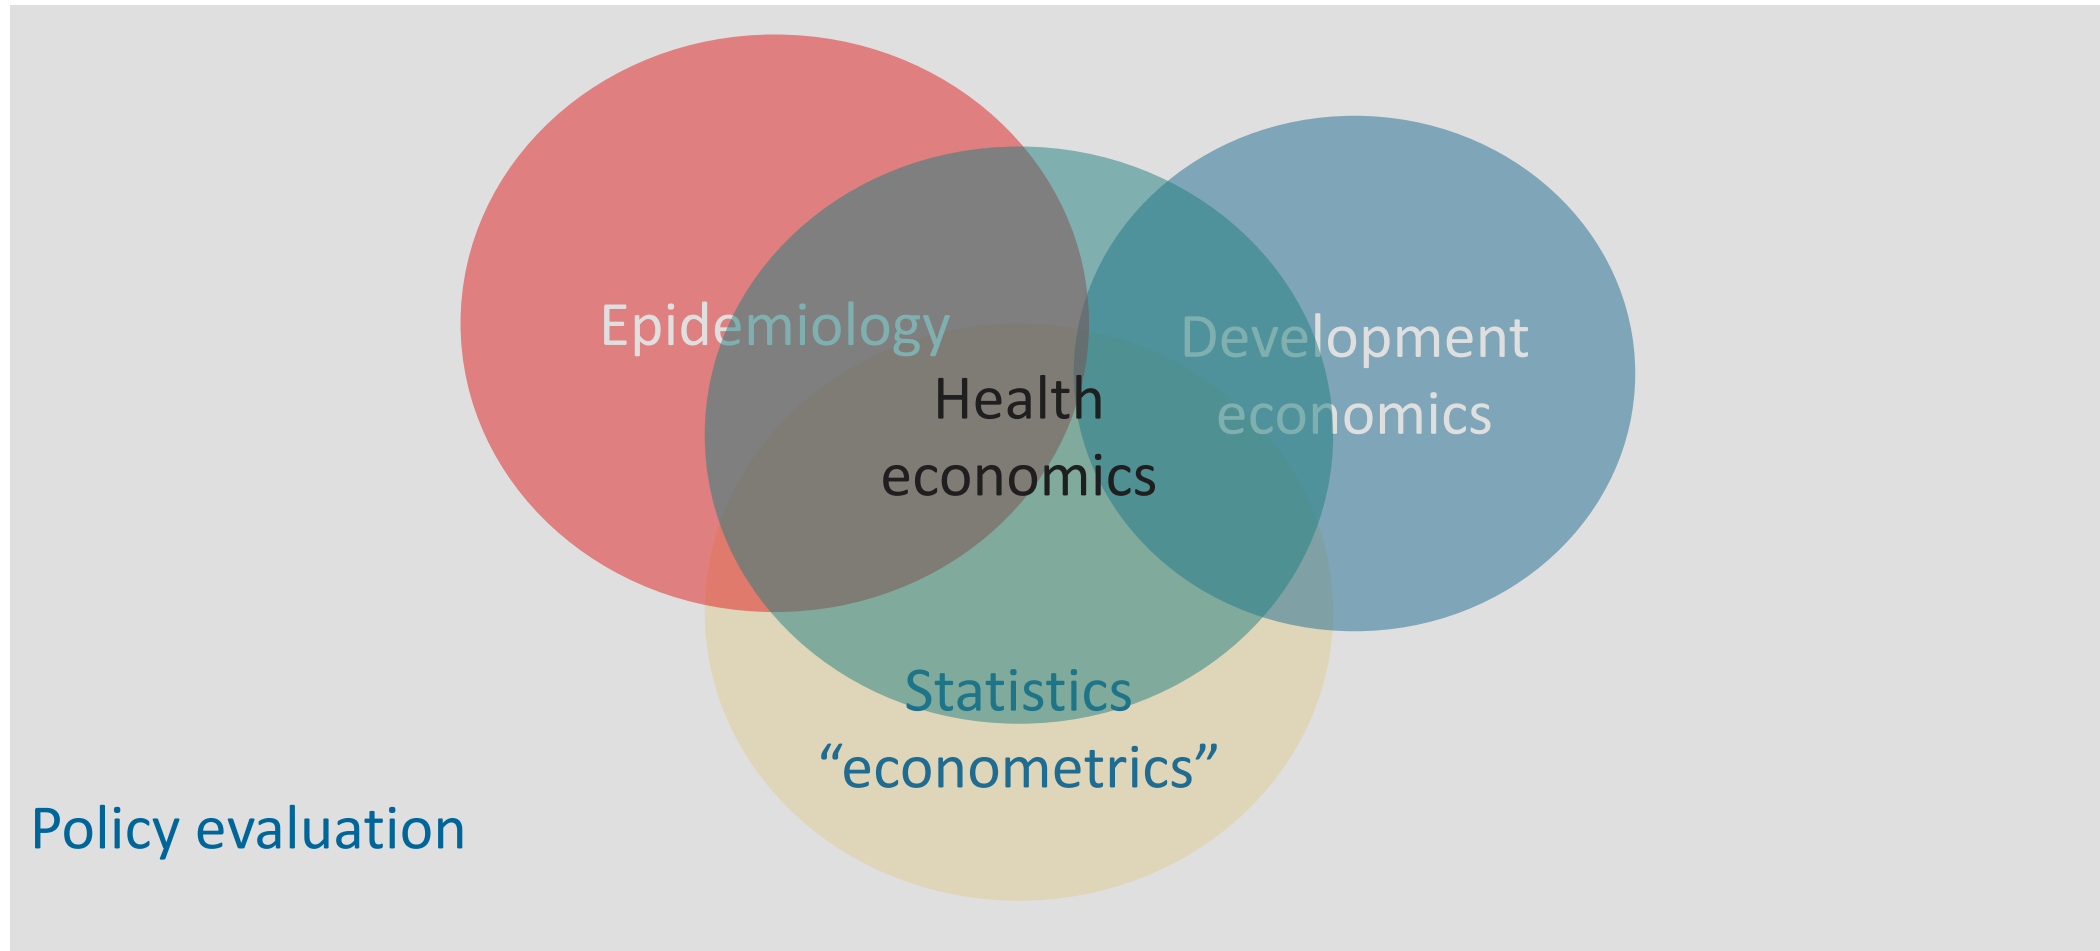 Epidemiology
Development
economics
Health
economics
Statistics
“econometrics”
Policy evaluation